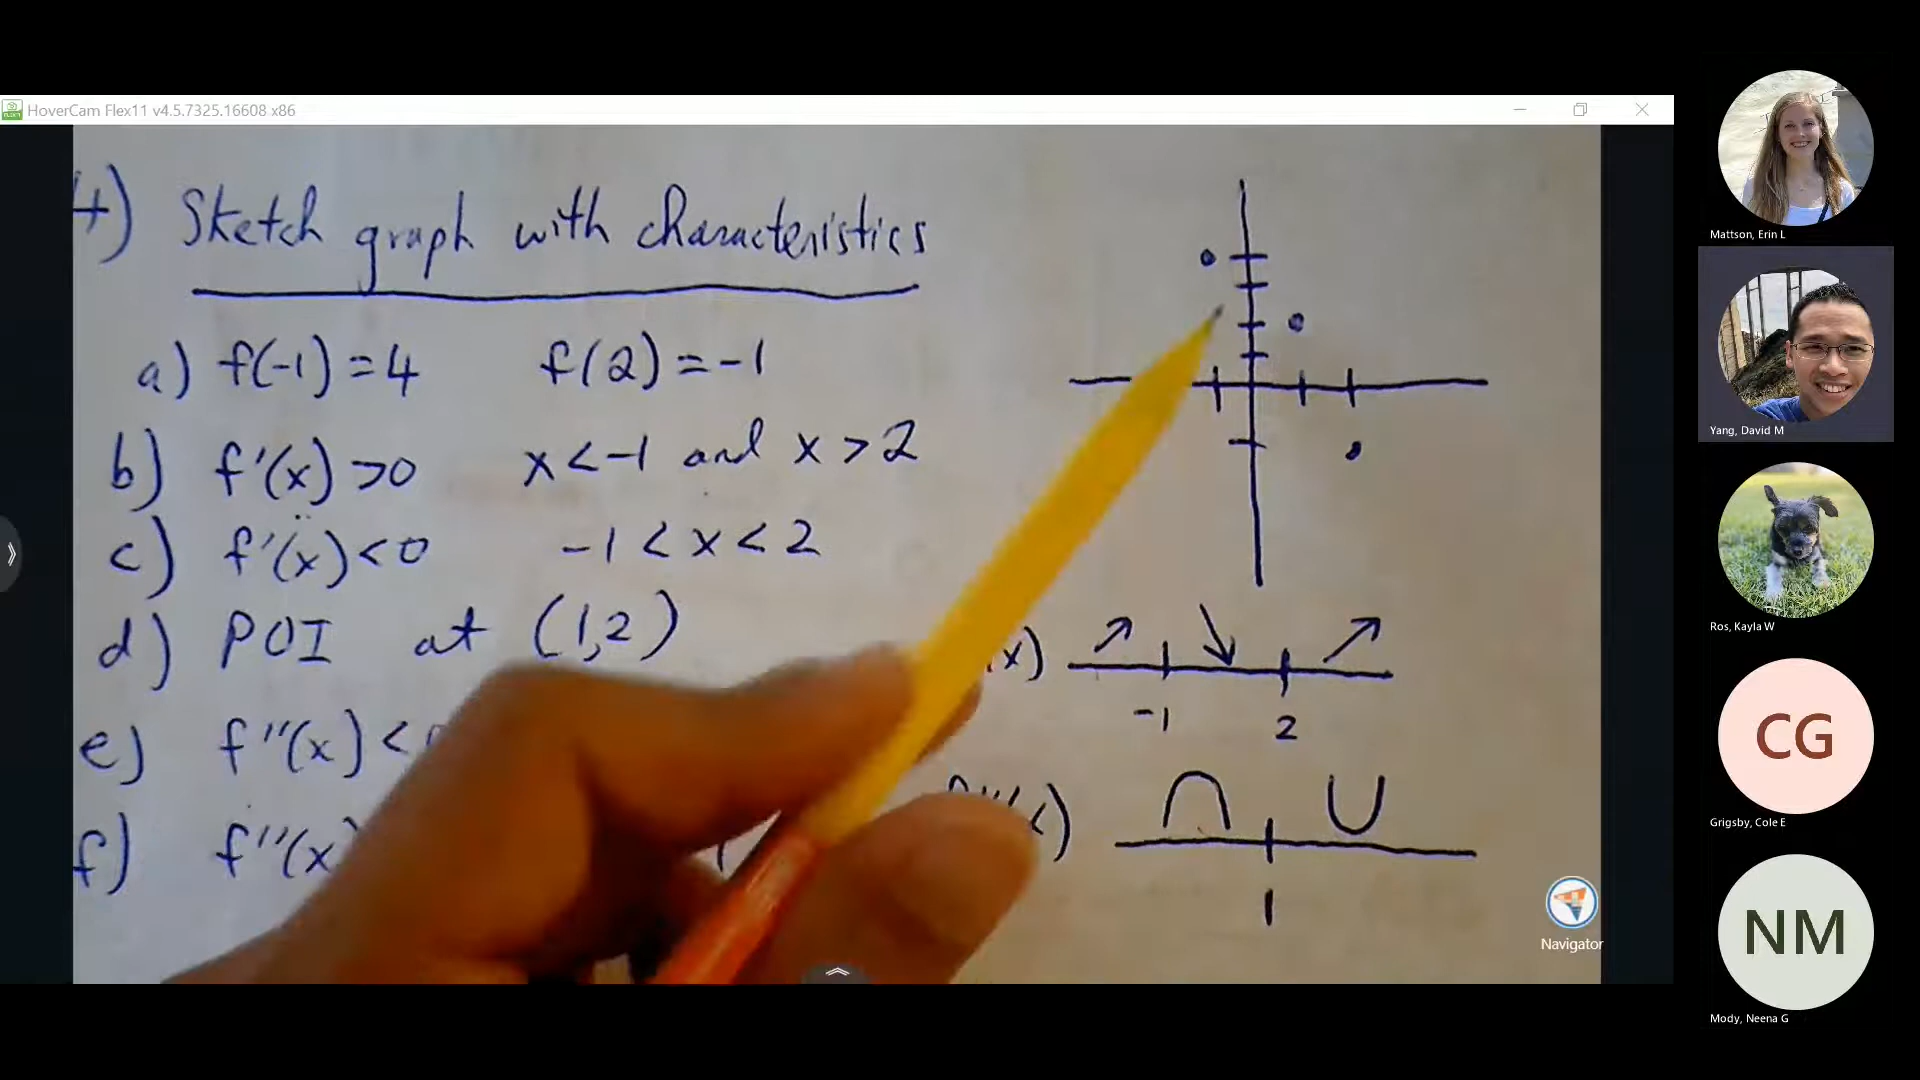 HoverCam Flex11 v4.5.7325.16608 x86
4) Sketch graph with characteristics
a) f(-1) = 4 f(2) = -1
b) f'(x) > 0 x < -1 and x > 2
c) f'(x) < 0 -1 < x < 2
d) POI at (1,2)
e) f''(x) <
f) f''(x)
x)
-1 2
1
Navigator
Mattson, Erin L
Yang, David M
Ros, Kayla W
CG
Grigsby, Cole E
NM
Mody, Neena G